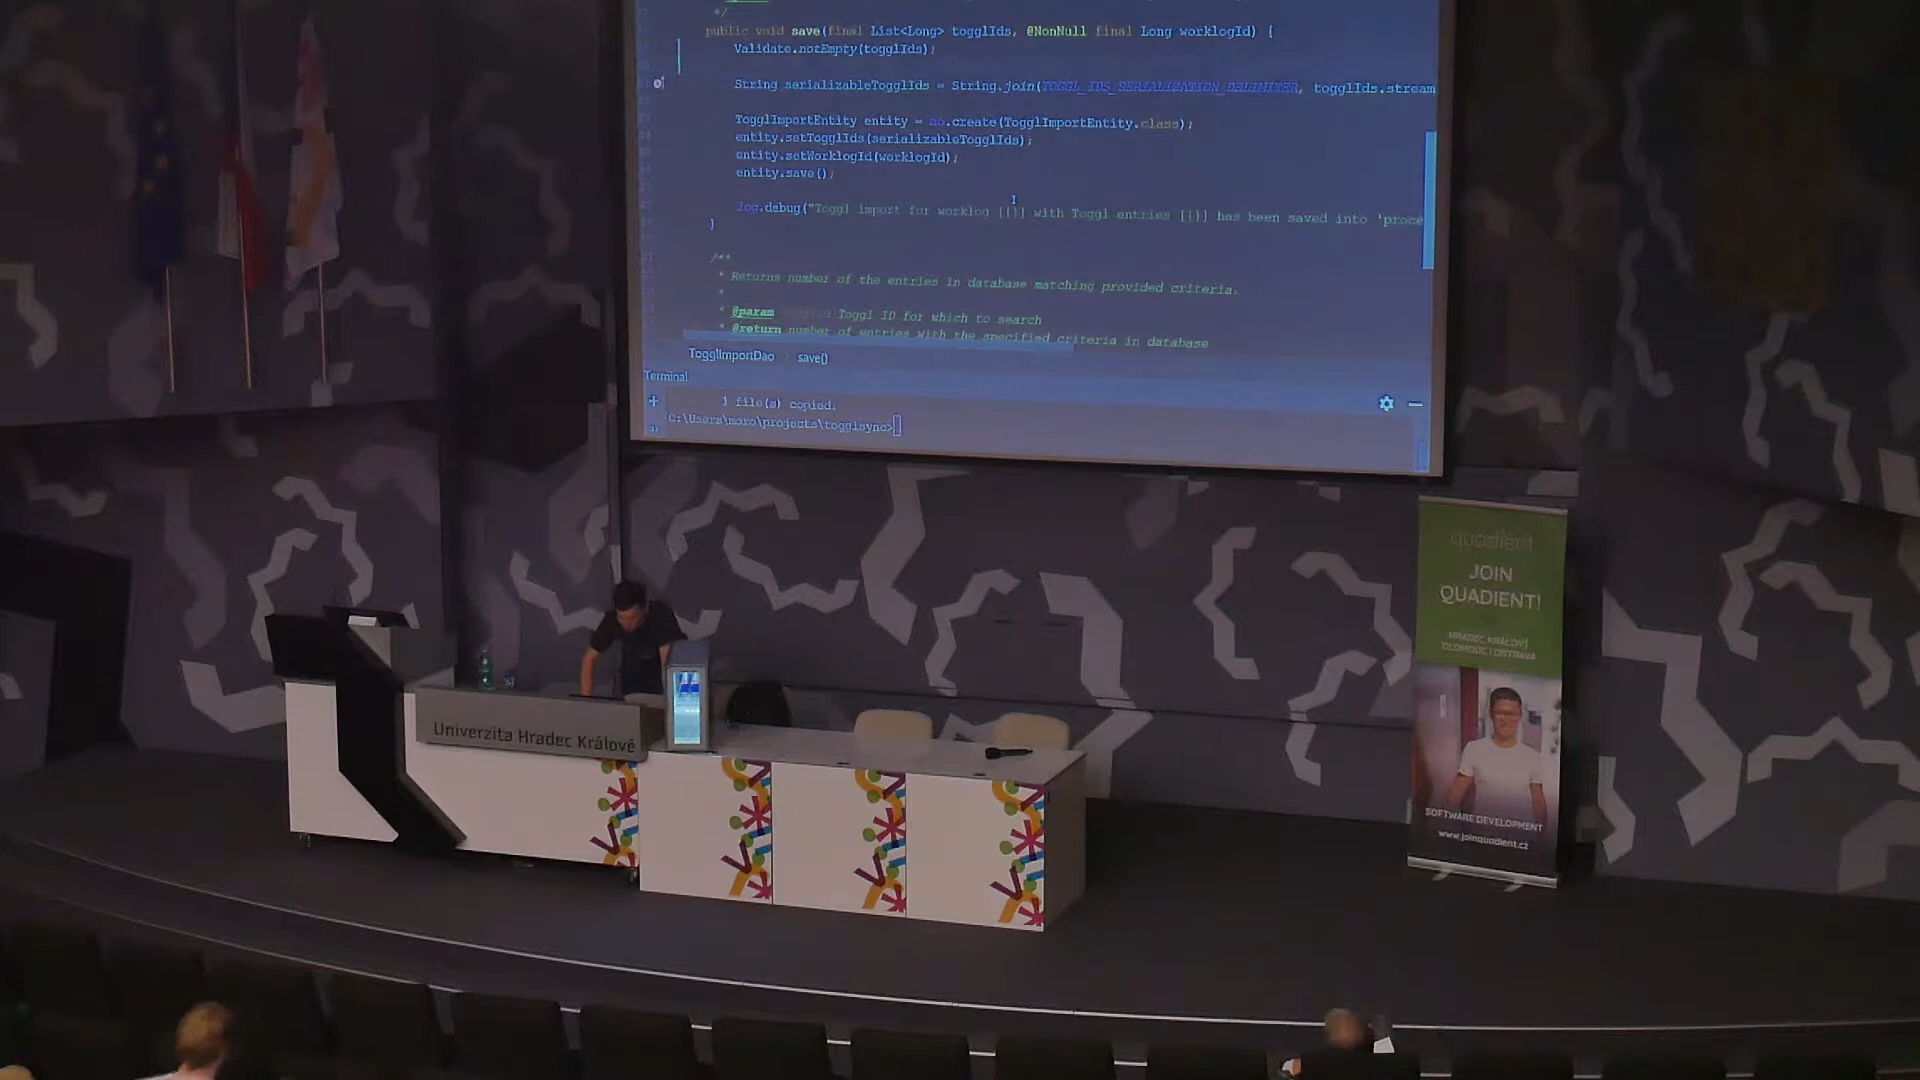 */
public void save(final List<Long> togglIds, @NonNull final Long worklogId) {
Validate.notEmpty(togglIds);
String serializableTogglIds = String.join(TOGGL_IDS_SERIALIZATION_DELIMITER, togglIds.stream
TogglImportEntity entity = ao.create(TogglImportEntity.class);
entity.setTogglIds(serializableTogglIds);
entity.setWorklogId(worklogId);
entity.save();
log.debug("Toggl import for worklog [{}] with Toggl entries [{}] has been saved into 'proce
}
/**
* Returns number of the entries in database matching provided criteria.
*
* @param Toggl ID for which to search
* @return number of entries with the specified criteria in database
TogglImportDao save()
Terminal
1 file(s) copied.
C:\Users\moro\projects\togglsync>
quadient
JOIN
QUADIENT!
HRADEC KRÁLOVÉ
OLOMOUC | OSTRAVA
SOFTWARE DEVELOPMENT
www.joinquadient.cz
Univerzita Hradec Králové